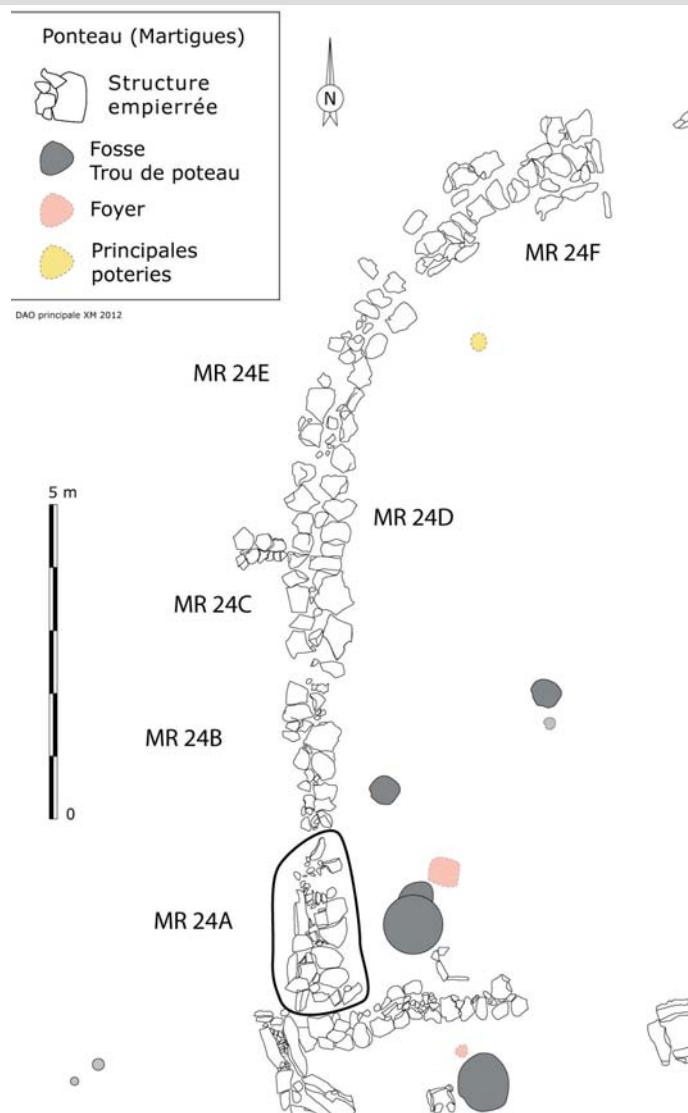 Ponteau (Martigues)
Structure
empierrée
Fosse
Trou de poteau
Foyer
Principales
poteries
DAO principale XM 2012
N
MR 24F
MR 24E
5 m
MR 24D
MR 24C
MR 24B
0
MR 24A